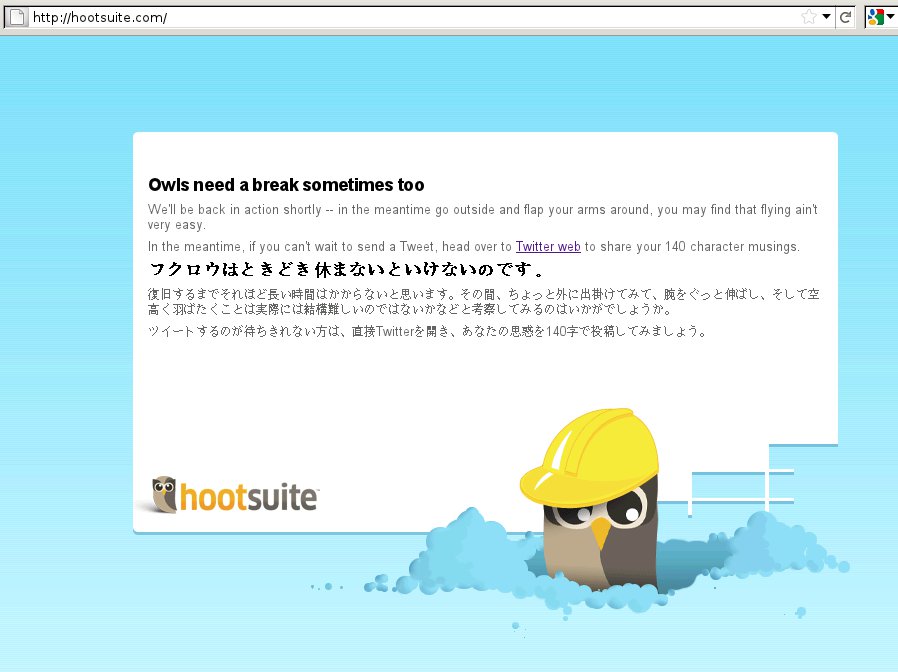 http://hootsuite.com/
Owls need a break sometimes too
We'll be back in action shortly -- in the meantime go outside and flap your arms around, you may find that flying ain't
very easy.
In the meantime, if you can't wait to send a Tweet, head over to Twitter web to share your 140 character musings.
フクロウはときどき休まないといけないのです。
復旧するまでそれほど長い時間はかからないと思います。その間、ちょっと外に出掛けてみて、腕をぐっと伸ばし、そして空
高く羽ばたくことは実際には結構難しいのではないかなどと考察してみるのはいかがでしょうか。
ツイートするのが待ちきれない方は、直接Twitterを開き、あなたの思惑を140字で投稿してみましょう。
hootsuite™